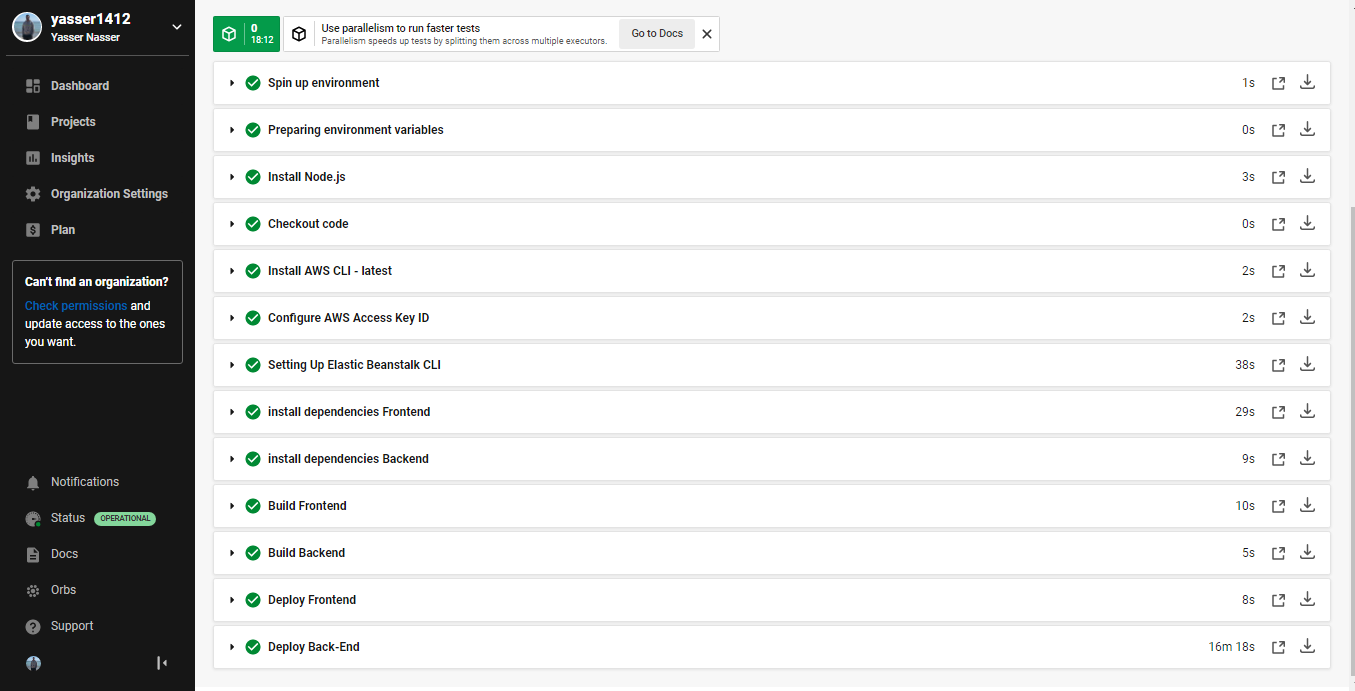 yasser1412
Yasser Nasser
Dashboard
Projects
Insights
Organization Settings
Plan
Can't find an organization?
Check permissions and
update access to the ones
you want.
Notifications
Status OPERATIONAL
Docs
Orbs
Support
0
18:12
Use parallelism to run faster tests
Parallelism speeds up tests by splitting them across multiple executors.
Go to Docs
Spin up environment 1s
Preparing environment variables 0s
Install Node.js 3s
Checkout code 0s
Install AWS CLI - latest 2s
Configure AWS Access Key ID 2s
Setting Up Elastic Beanstalk CLI 38s
install dependencies Frontend 29s
install dependencies Backend 9s
Build Frontend 10s
Build Backend 5s
Deploy Frontend 8s
Deploy Back-End 16m 18s